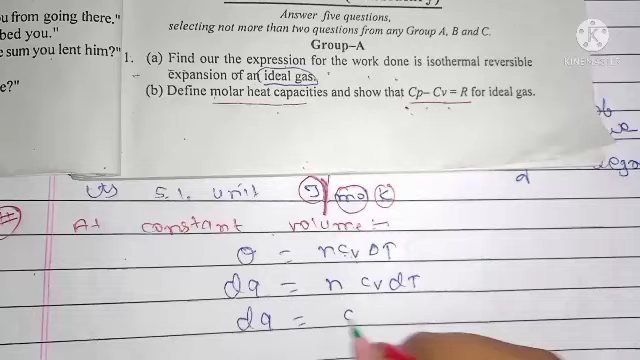 u from going there."
bed you."
e sum you lent him?"
e?"
Answer five questions,
selecting not more than two questions from any Group A, B and C.
Group–A
1. (a) Find our the expression for the work done is isothermal reversible
expansion of an ideal gas.
(b) Define molar heat capacities and show that Cp– Cv = R for ideal gas.
KINEMASTER
S.I. unit J/mol K
At constant volume :-
Q = nCvΔT
dq = n CvdT
dq = C